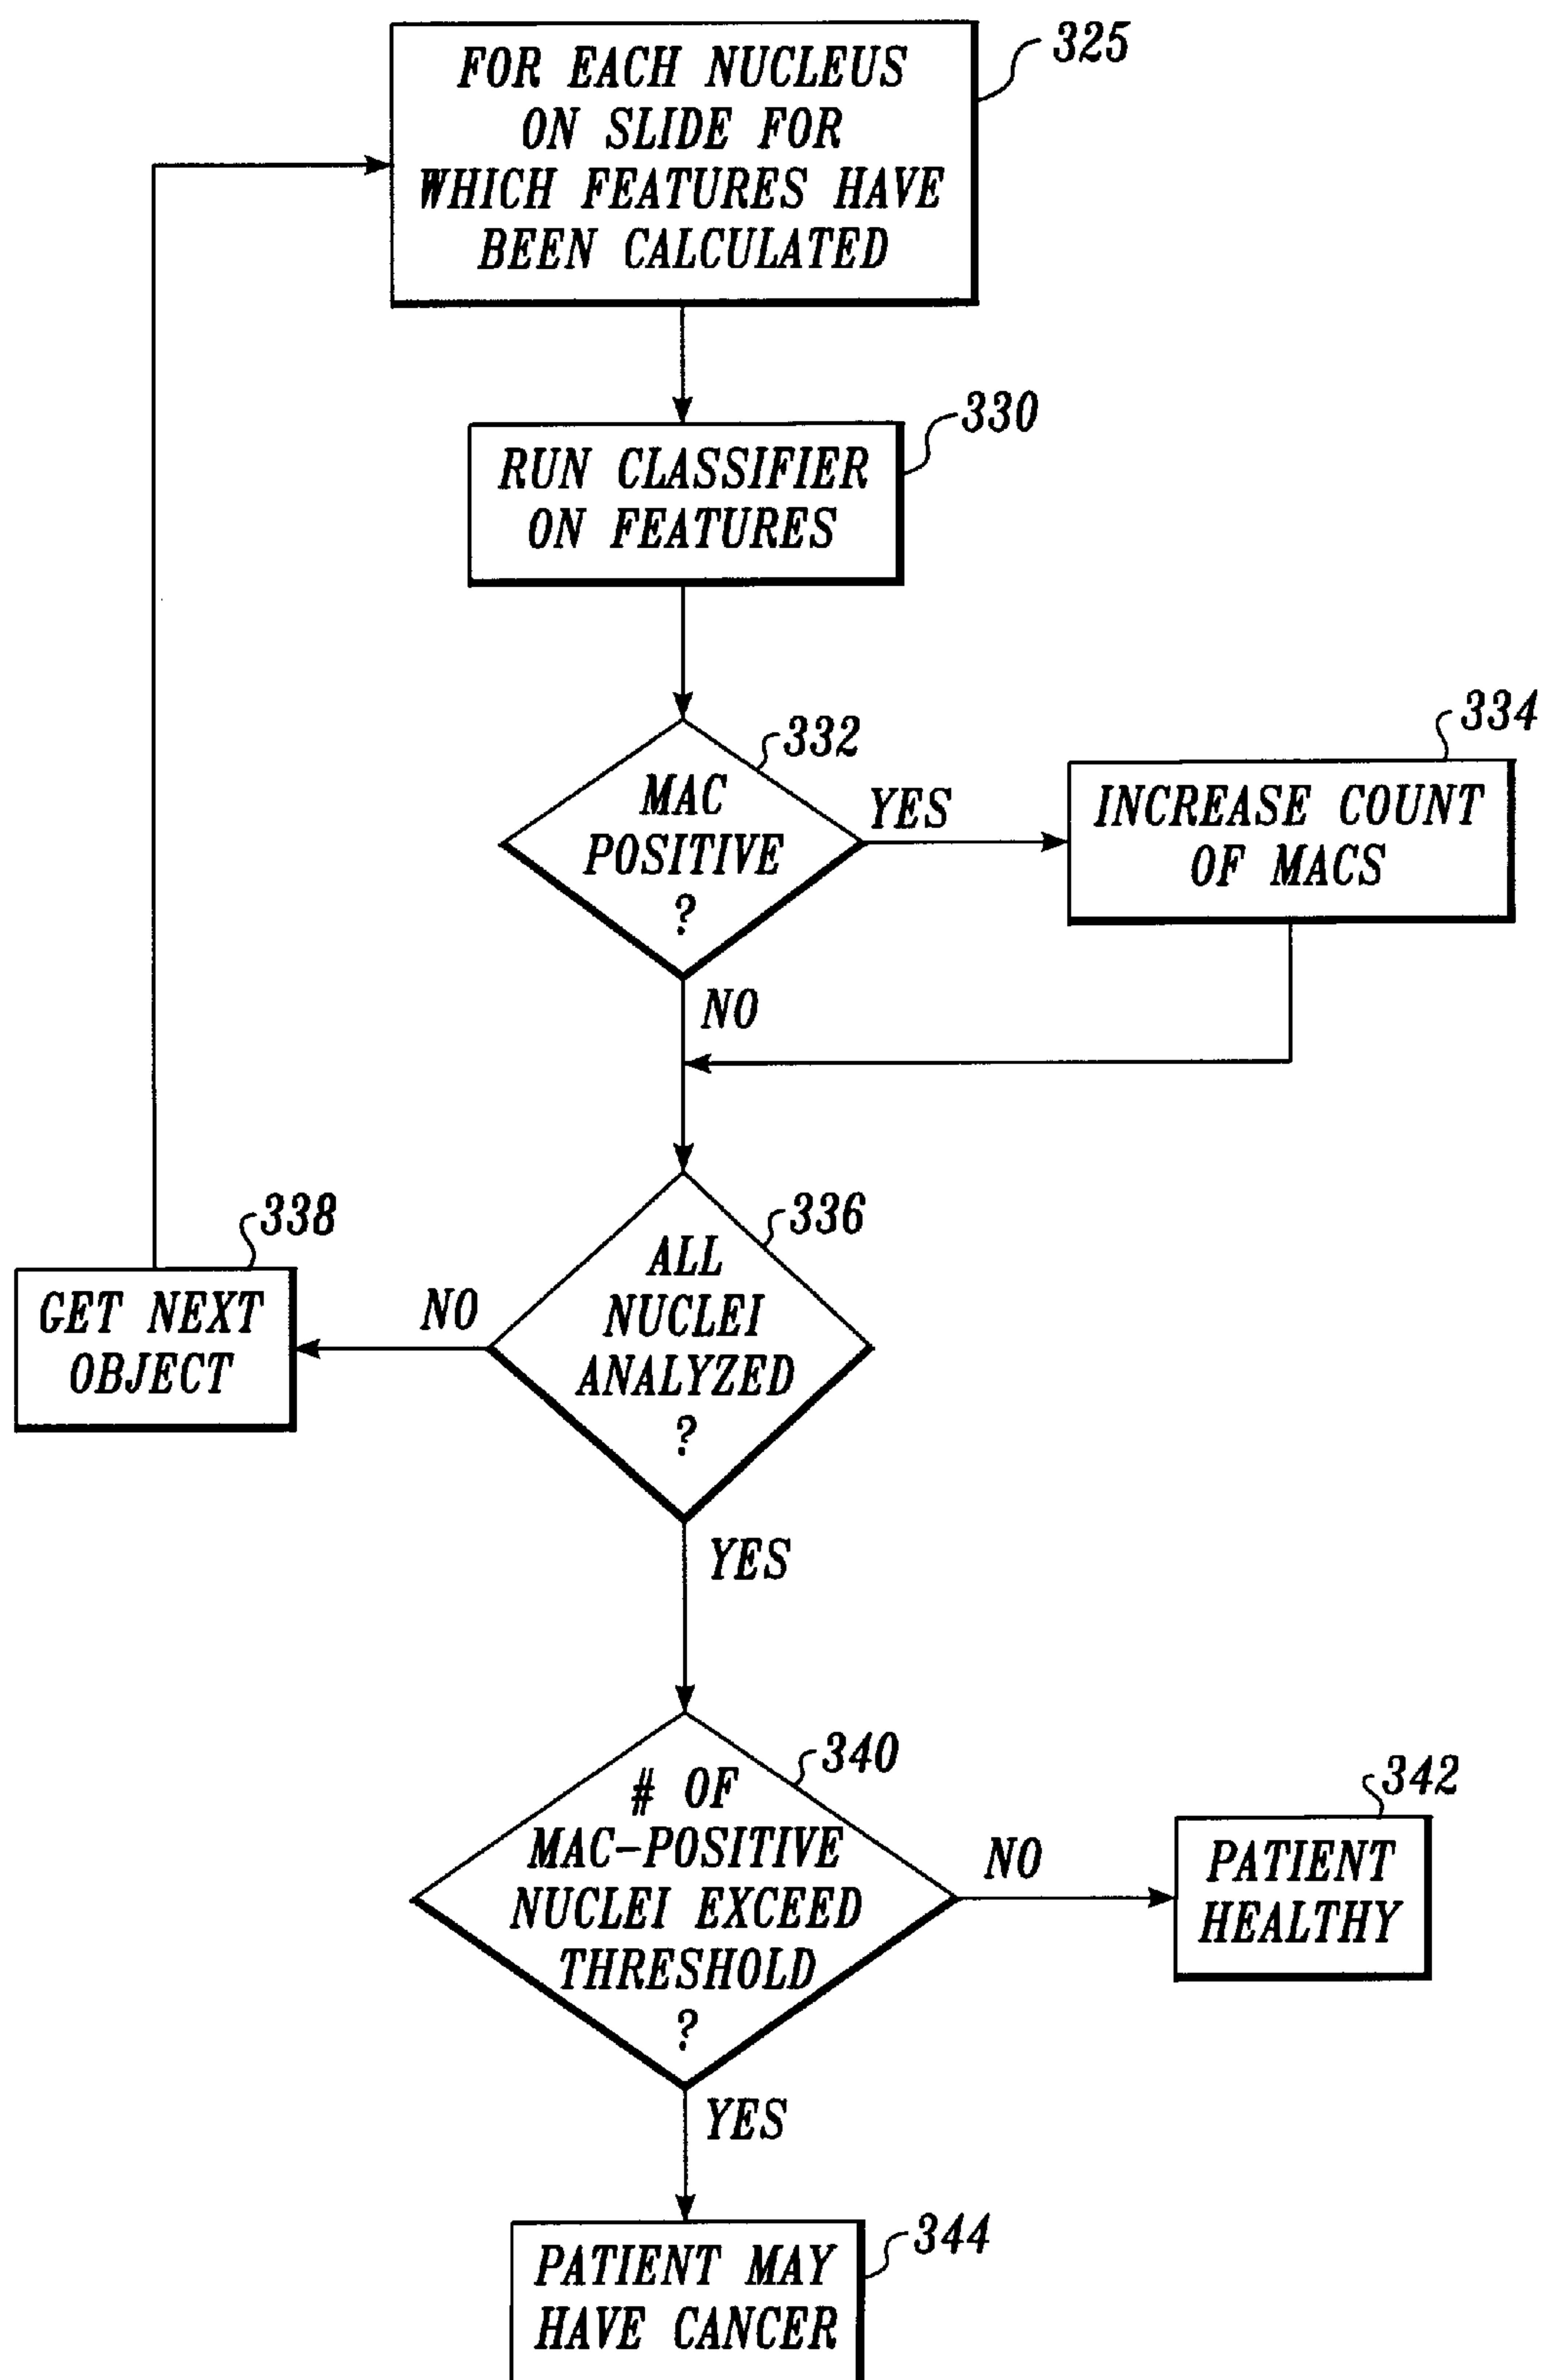 325
FOR EACH NUCLEUS
ON SLIDE FOR
WHICH FEATURES HAVE
BEEN CALCULATED
330
RUN CLASSIFIER
ON FEATURES
332
MAC
POSITIVE
?
YES
334
INCREASE COUNT
OF MACS
NO
336
ALL
NUCLEI
ANALYZED
?
NO
338
GET NEXT
OBJECT
YES
340
# OF
MAC-POSITIVE
NUCLEI EXCEED
THRESHOLD
?
NO
342
PATIENT
HEALTHY
YES
344
PATIENT MAY
HAVE CANCER